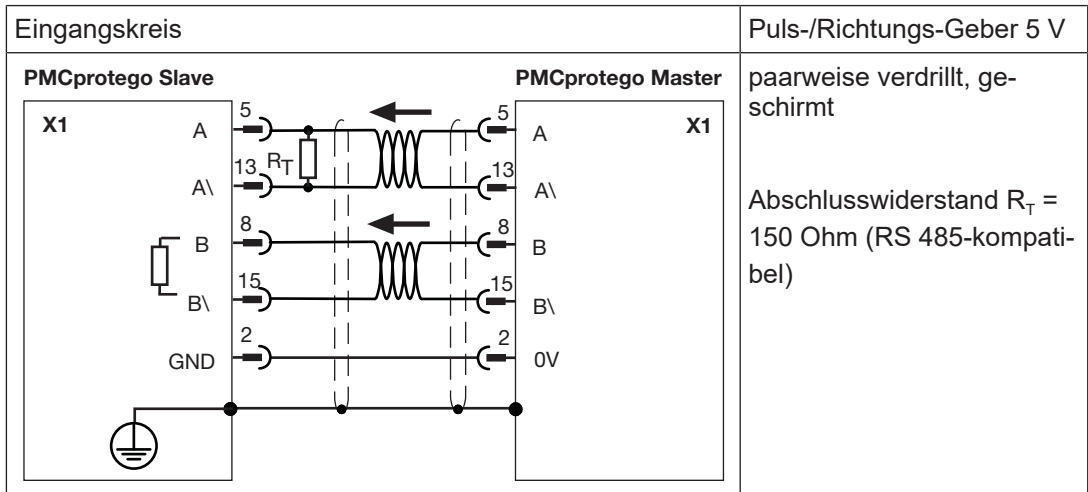 Eingangskreis
Puls-/Richtungs-Geber 5 V
PMCprotego Slave
PMCprotego Master
X1
X1
A 5 5 A
RT
A\ 13 13 A\
B 8 8 B
B\ 15 15 B\
GND 2 2 0V
paarweise verdrillt, ge-
schirmt
Abschlusswiderstand RT =
150 Ohm (RS 485-kompati-
bel)